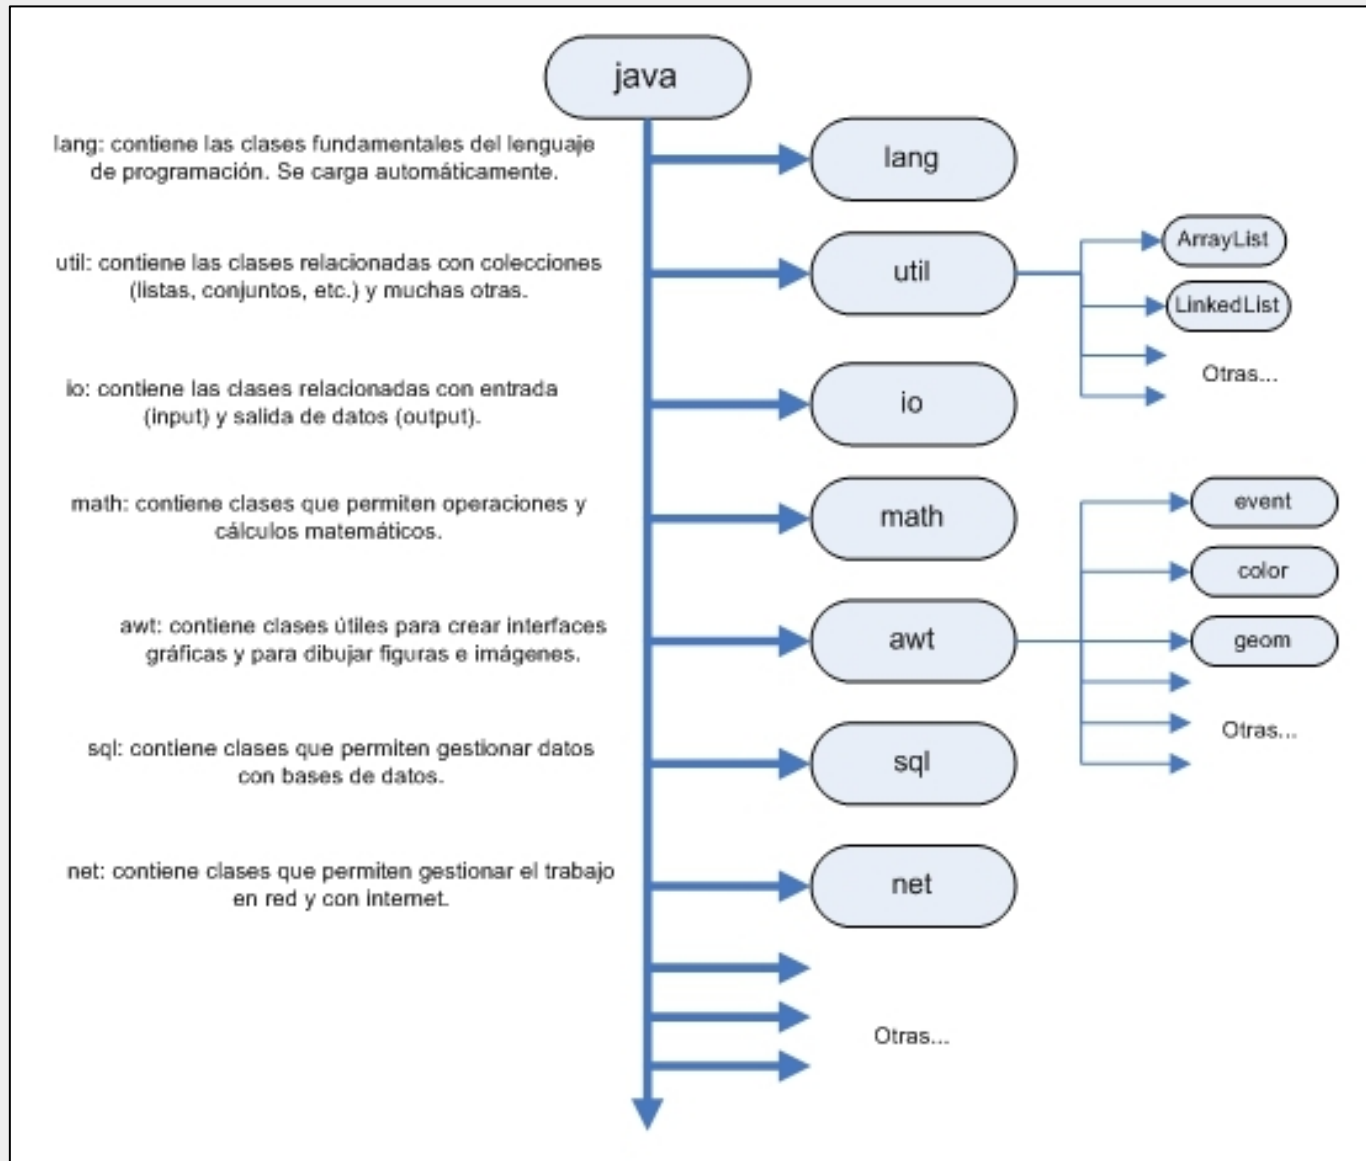 java
lang: contiene las clases fundamentales del lenguaje
de programación. Se carga automáticamente.
lang
util: contiene las clases relacionadas con colecciones
(listas, conjuntos, etc.) y muchas otras.
util
ArrayList
LinkedList
Otras...
io: contiene las clases relacionadas con entrada
(input) y salida de datos (output).
io
math: contiene clases que permiten operaciones y
cálculos matemáticos.
math
awt: contiene clases útiles para crear interfaces
gráficas y para dibujar figuras e imágenes.
awt
event
color
geom
Otras...
sql: contiene clases que permiten gestionar datos
con bases de datos.
sql
net: contiene clases que permiten gestionar el trabajo
en red y con internet.
net
Otras...